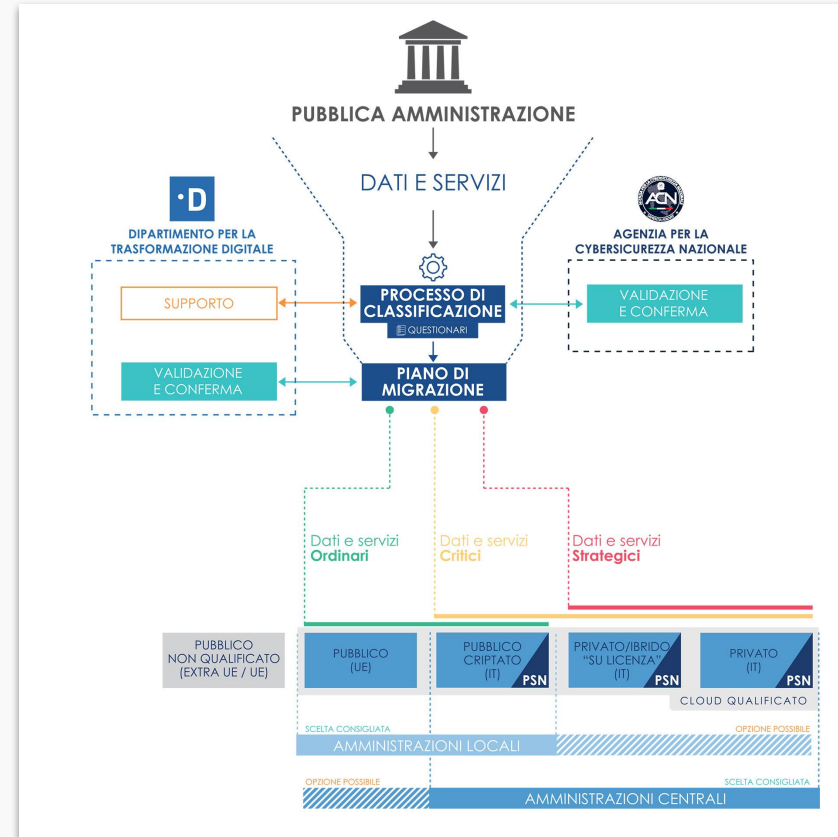 PUBBLICA AMMINISTRAZIONE
DATI E SERVIZI
·D
DIPARTIMENTO PER LA
TRASFORMAZIONE DIGITALE
ACN
AGENZIA PER LA
CYBERSICUREZZA NAZIONALE
SUPPORTO
PROCESSO DI
CLASSIFICAZIONE
QUESTIONARI
VALIDAZIONE
E CONFERMA
VALIDAZIONE
E CONFERMA
PIANO DI
MIGRAZIONE
Dati e servizi
Ordinari
Dati e servizi
Critici
Dati e servizi
Strategici
PUBBLICO
NON QUALIFICATO
(EXTRA UE / UE)
PUBBLICO
(UE)
PUBBLICO
CRIPTATO
(IT)
PSN
PRIVATO/IBRIDO
"SU LICENZA"
(IT)
PSN
PRIVATO
(IT)
PSN
CLOUD QUALIFICATO
SCELTA CONSIGLIATA
OPZIONE POSSIBILE
AMMINISTRAZIONI LOCALI
OPZIONE POSSIBILE
SCELTA CONSIGLIATA
AMMINISTRAZIONI CENTRALI